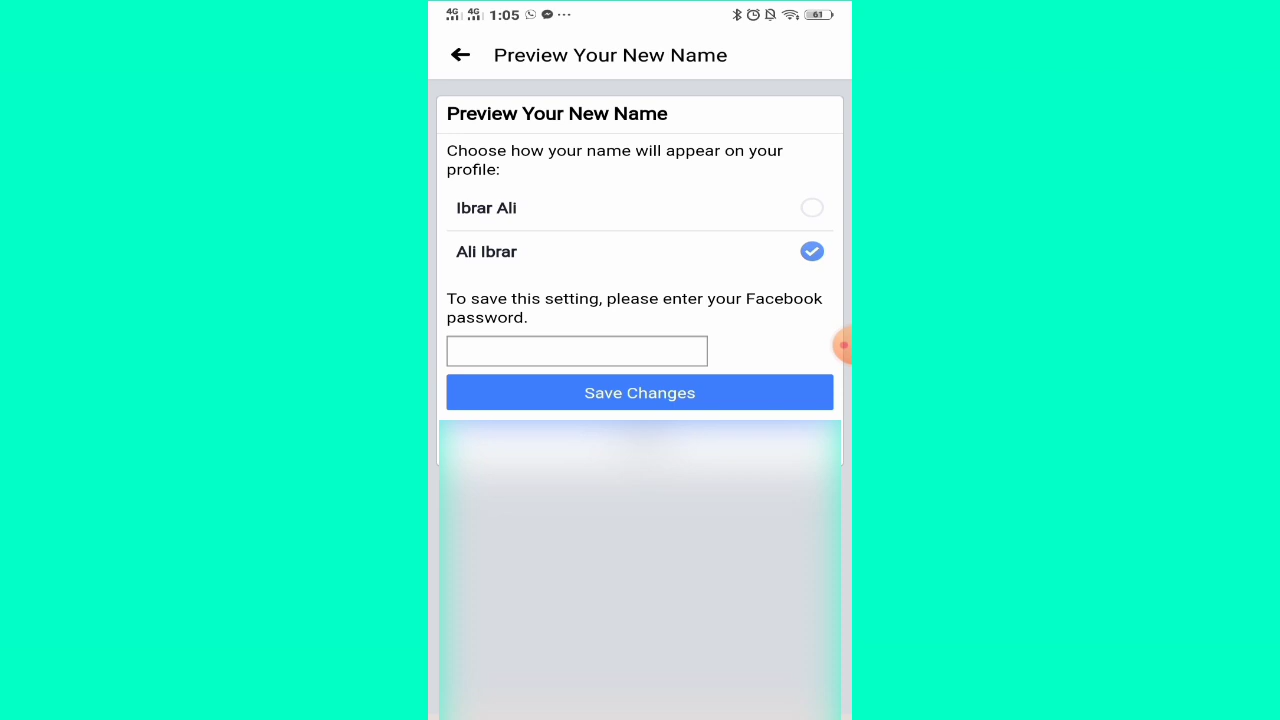 4G 4G 1:05 61
Preview Your New Name
Preview Your New Name
Choose how your name will appear on your
profile:
Ibrar Ali
Ali Ibrar
To save this setting, please enter your Facebook
password.
Save Changes